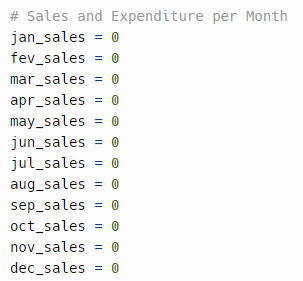 # Sales and Expenditure per Month
jan_sales = 0
fev_sales = 0
mar_sales = 0
apr_sales = 0
may_sales = 0
jun_sales = 0
jul_sales = 0
aug_sales = 0
sep_sales = 0
oct_sales = 0
nov_sales = 0
dec_sales = 0